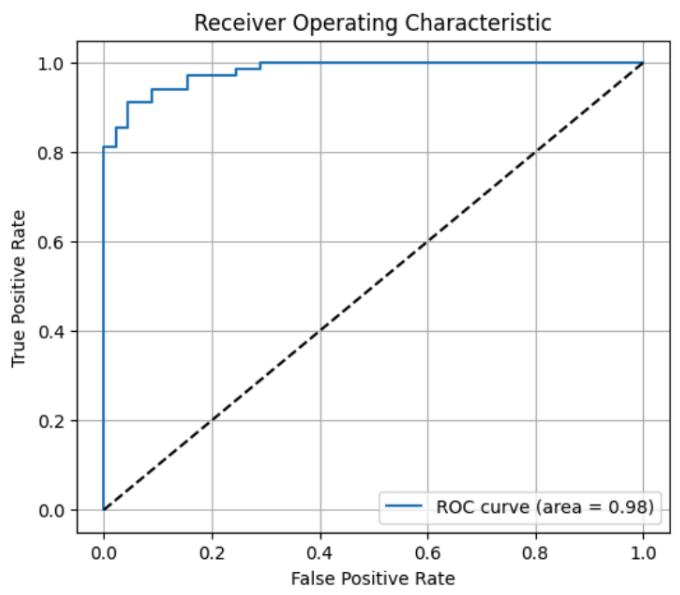 Receiver Operating Characteristic
True Positive Rate
1.0
0.8
0.6
0.4
0.2
0.0
ROC curve (area = 0.98)
0.0 0.2 0.4 0.6 0.8 1.0
False Positive Rate